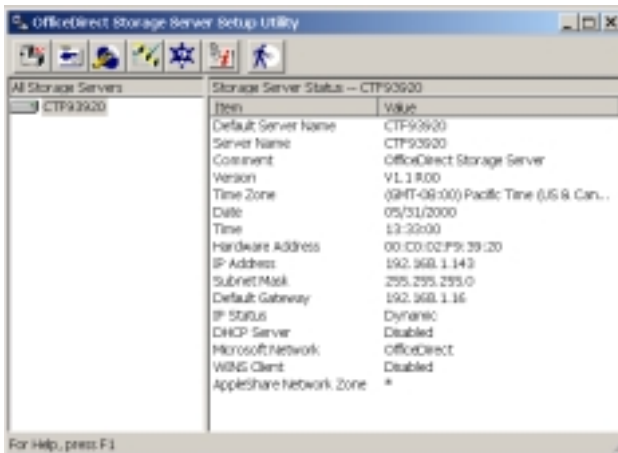 OfficeDirect Storage Server Setup Utility
All Storage Servers
Storage Server Status -- CTF93920
CTF93920
Item Value
Default Server Name CTF93920
Server Name CTF93920
Comment OfficeDirect Storage Server
Version V1.1R00
Time Zone (GMT-08:00) Pacific Time (US & Can...
Date 05/31/2000
Time 13:33:00
Hardware Address 00:C0:02:F9:39:20
IP Address 192.168.1.143
Subnet Mask 255.255.255.0
Default Gateway 192.168.1.16
IP Status Dynamic
DHCP Server Disabled
Microsoft Network OfficeDirect
WINS Client Disabled
AppleShare Network Zone *
For Help, press F1